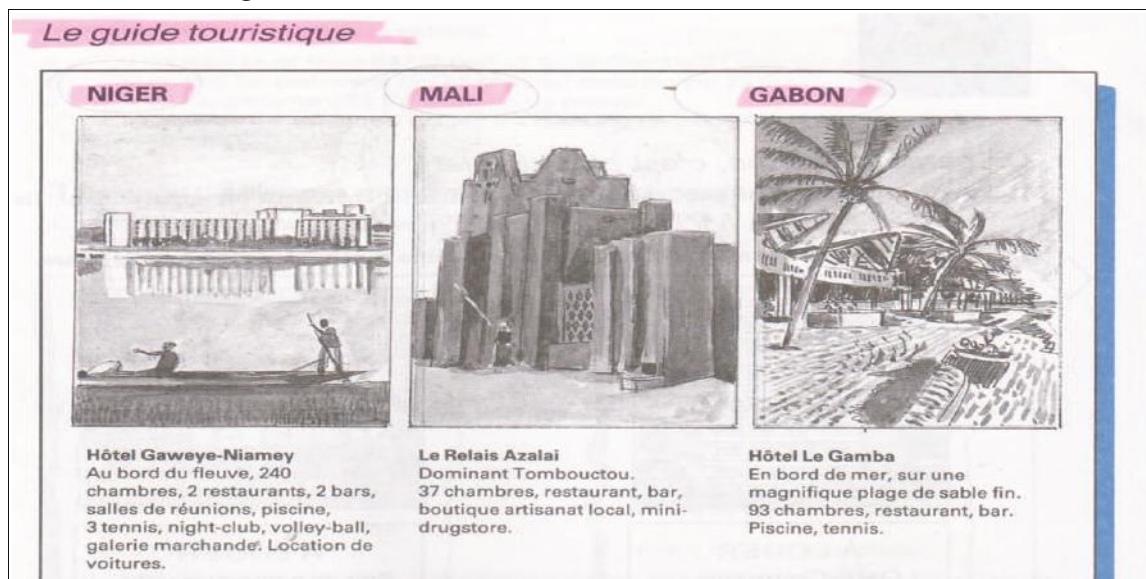 Le guide touristique
NIGER
MALI
GABON
Hôtel Gaweye-Niamey
Au bord du fleuve, 240
chambres, 2 restaurants, 2 bars,
salles de réunions, piscine,
3 tennis, night-club, volley-ball,
galerie marchande. Location de
voitures.
Le Relais Azalai
Dominant Tombouctou.
37 chambres, restaurant, bar,
boutique artisanat local, mini-
drugstore.
Hôtel Le Gamba
En bord de mer, sur une
magnifique plage de sable fin.
93 chambres, restaurant, bar.
Piscine, tennis.